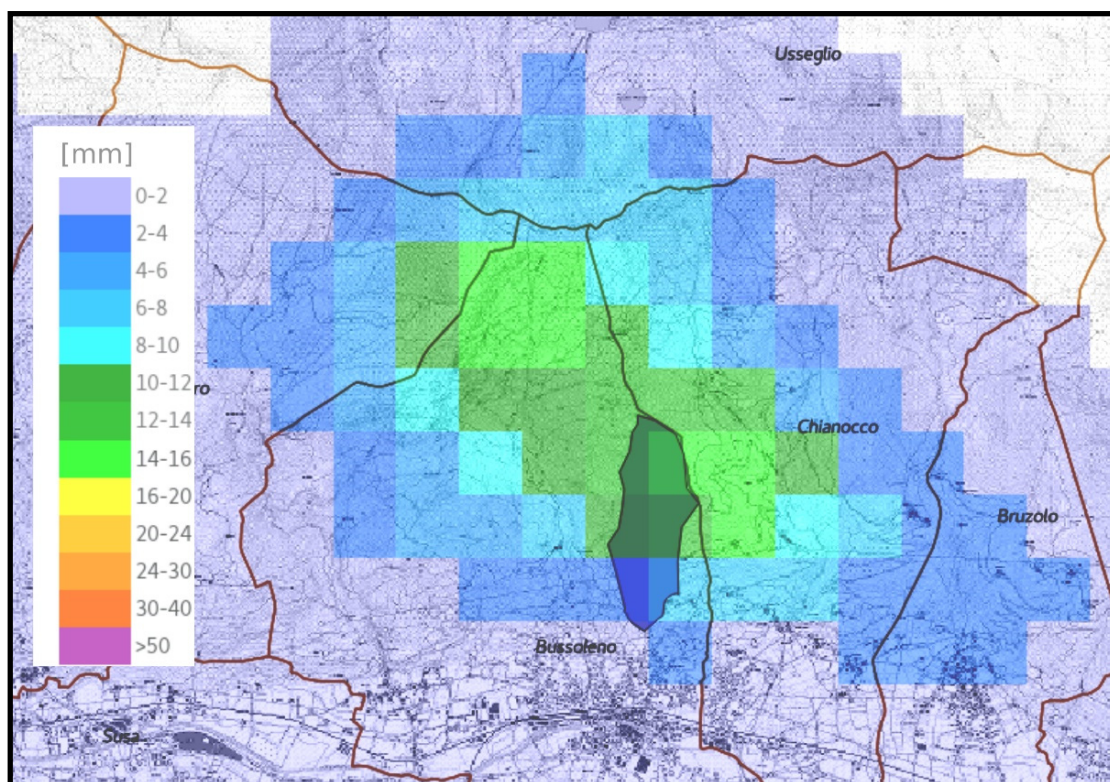 Usseglio
[mm]
0-2
2-4
4-6
6-8
8-10
10-12
12-14
14-16
16-20
20-24
24-30
30-40
>50
ro
Chianocco
Bruzolo
Bussoleno
Susa